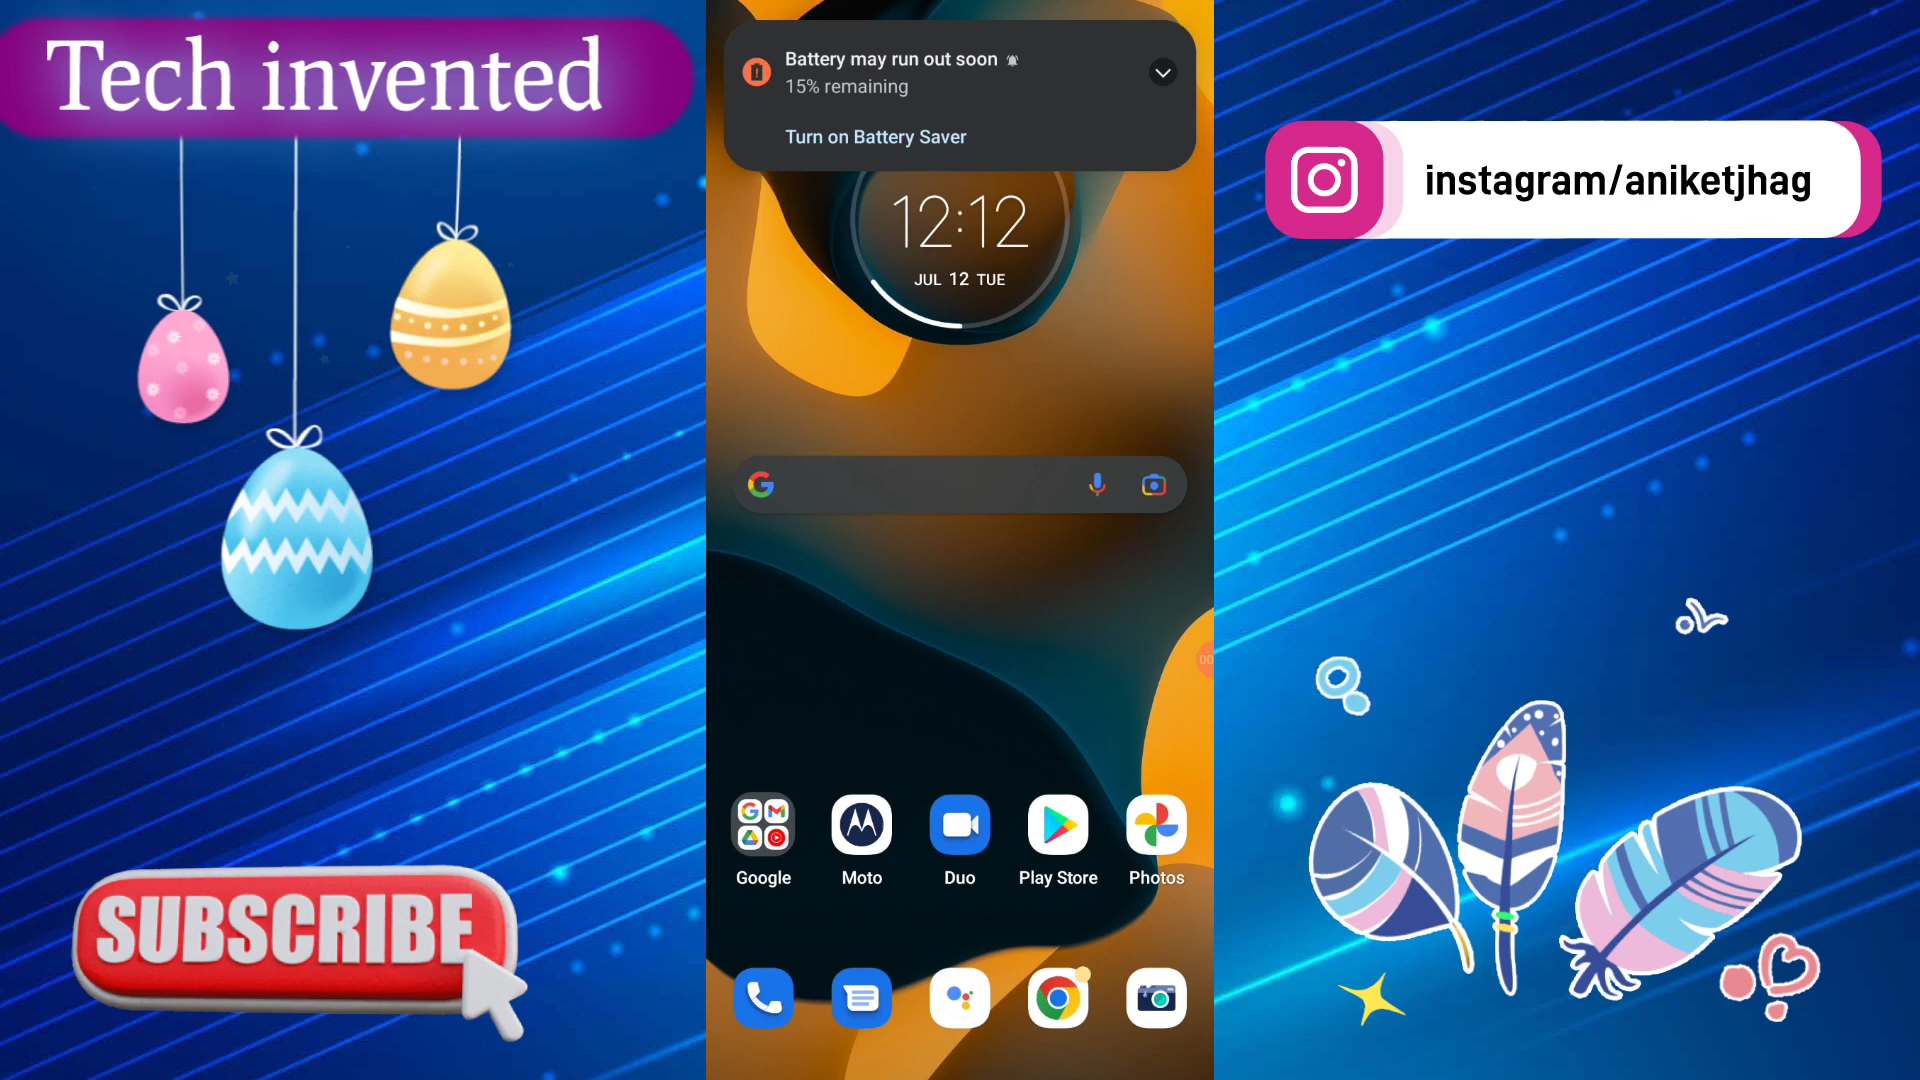 Tech invented
Battery may run out soon
15% remaining
Turn on Battery Saver
12:12
JUL 12 TUE
instagram/aniketjhag
00
Google
Moto
Duo
Play Store
Photos
SUBSCRIBE